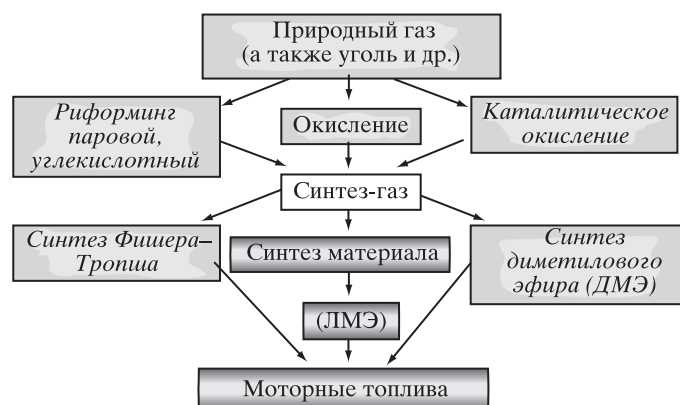 Природный газ
(а также уголь и др.)
Риформинг
паровой,
углекислотный
Окисление
Каталитическое
окисление
Синтез-газ
Синтез Фишера–
Тропша
Синтез материала
Синтез
диметилового
эфира (ДМЭ)
(ЛМЭ)
Моторные топлива